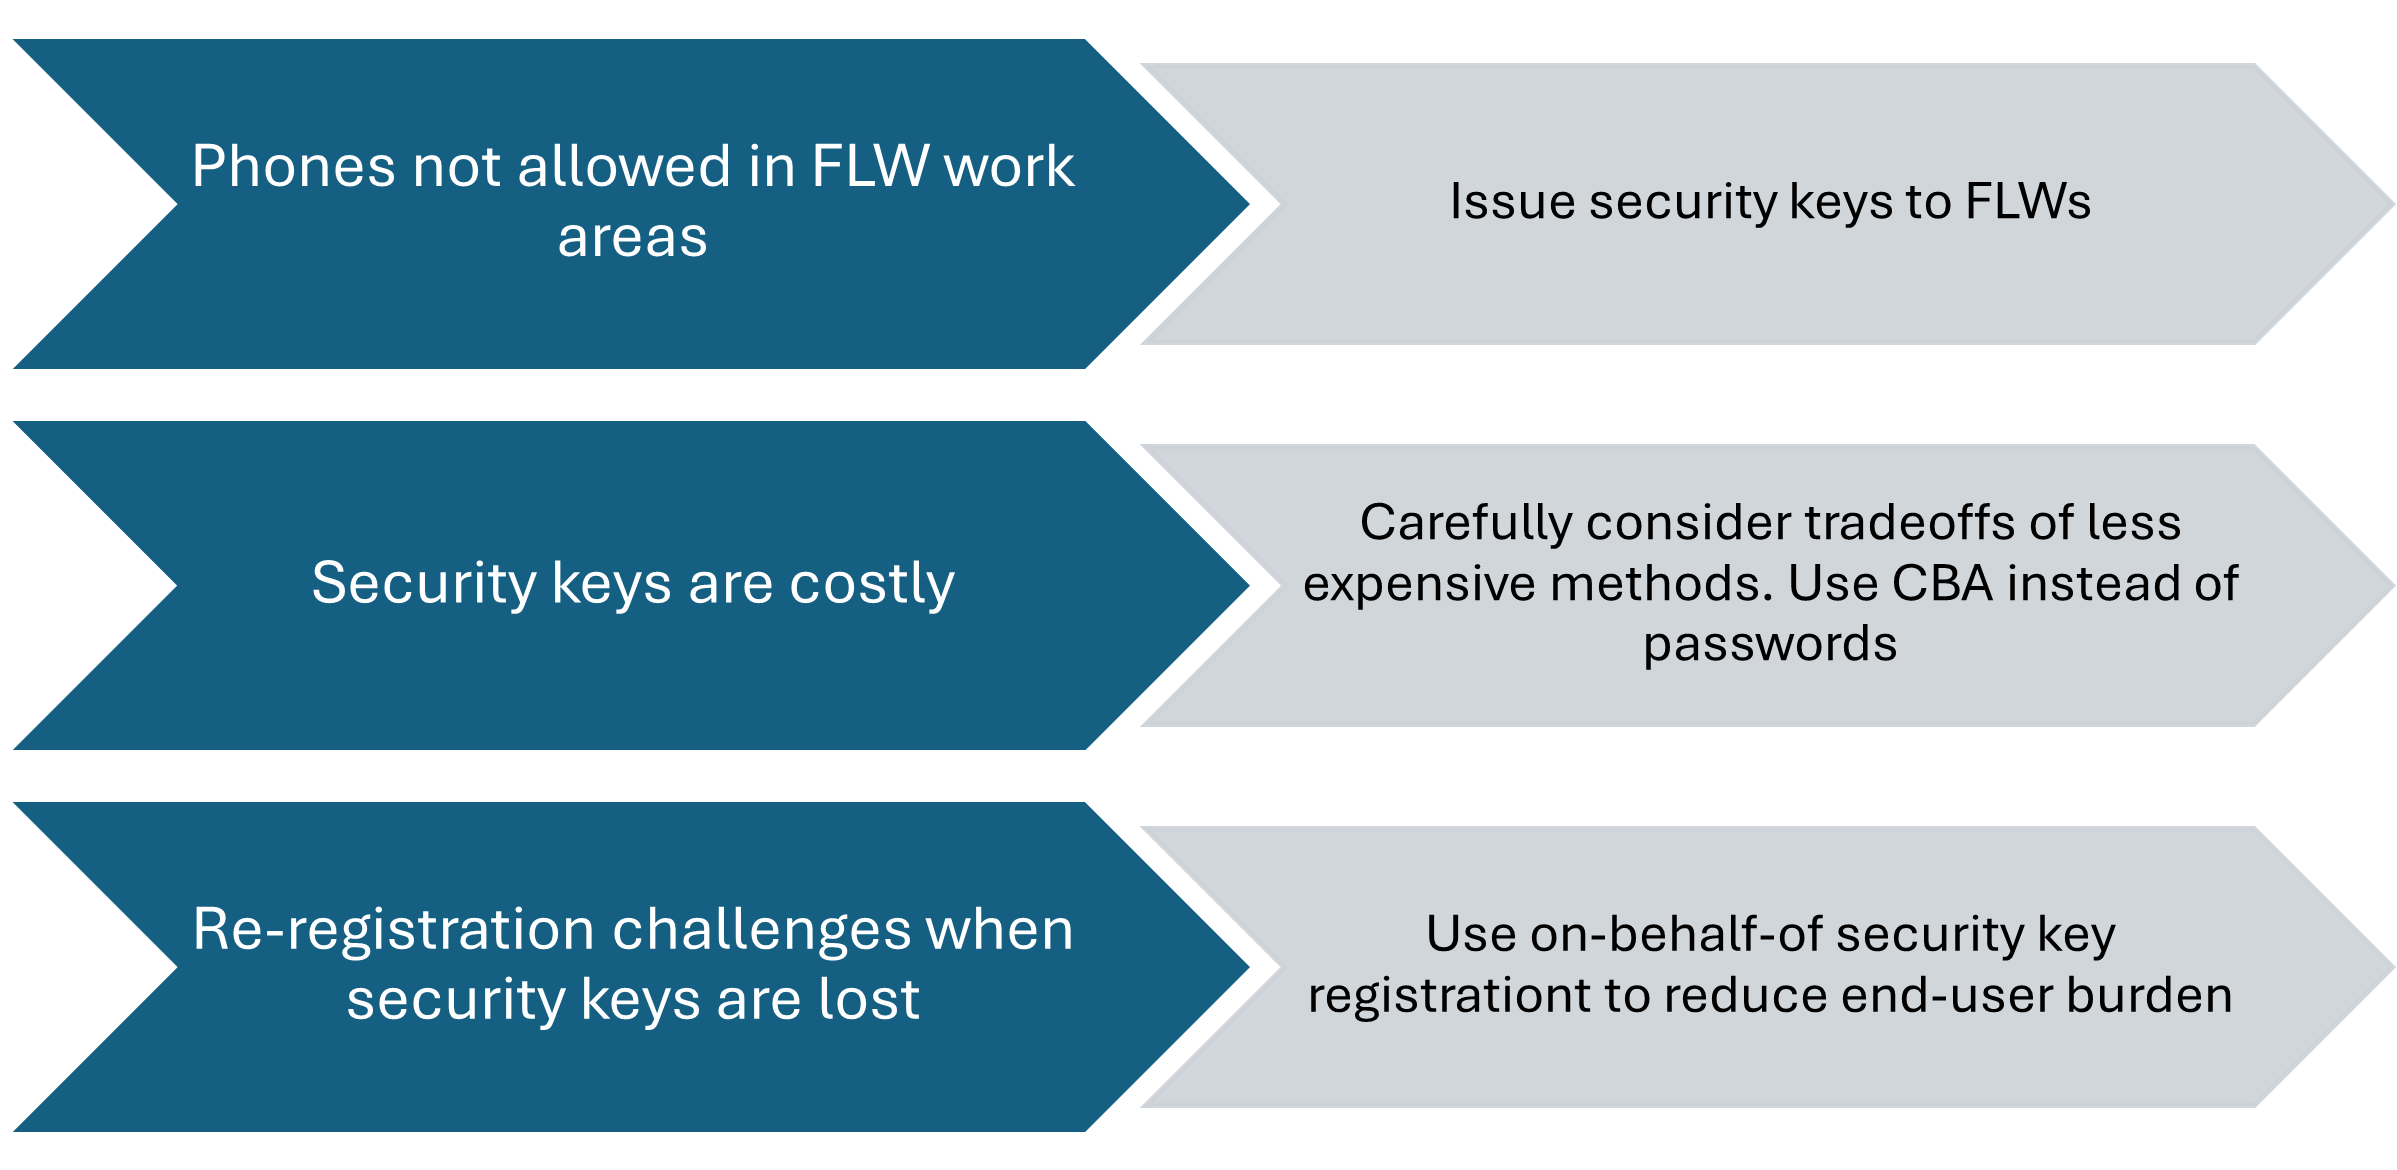 Phones not allowed in FLW work
areas
Issue security keys to FLWs
Security keys are costly
Carefully consider tradeoffs of less
expensive methods. Use CBA instead of
passwords
Re-registration challenges when
security keys are lost
Use on-behalf-of security key
registrationt to reduce end-user burden